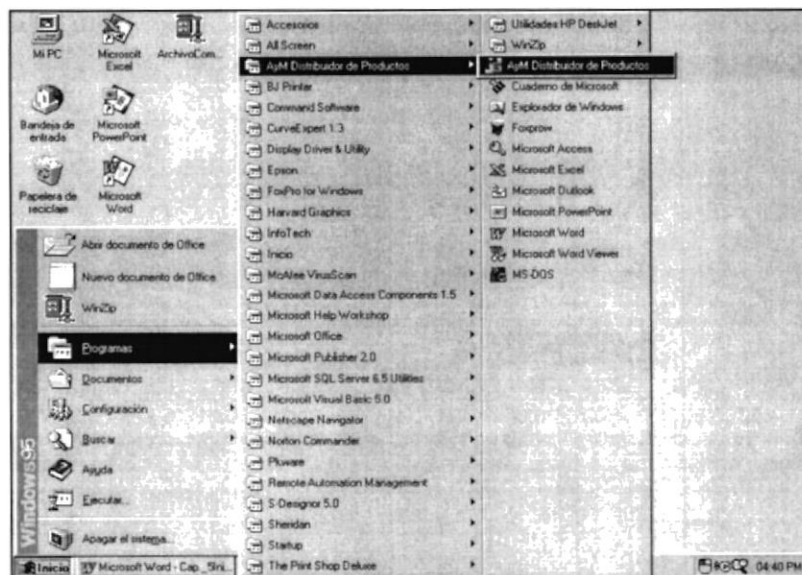 Mi PC
Microsoft Excel
ArchivoCom...
Bandeja de entrada
Microsoft PowerPoint
Papelera de reciclaje
Microsoft Word
Abrir documento de Office
Nuevo documento de Office
WinZip
Programas
Documentos
Configuración
Buscar
Ayuda
Ejecutar...
Apagar el sistema...
Windows95
Accesorios
All Screen
AyM Distribuidor de Productos
BJ Printer
Command Software
CurveExpert 1.3
Display Driver & Utility
Epson
FoxPro for Windows
Harvard Graphics
InfoTech
Inicio
McAfee VirusScan
Microsoft Data Access Components 1.5
Microsoft Help Workshop
Microsoft Office
Microsoft Publisher 2.0
Microsoft SQL Server 6.5 Utilities
Microsoft Visual Basic 5.0
Netscape Navigator
Norton Commander
Pkware
Remote Automation Management
S-Designor 5.0
Sheridan
Startup
The Print Shop Deluxe
Utilidades HP DeskJet
WinZip
AyM Distribuidor de Productos
Cuaderno de Microsoft
Explorador de Windows
Foxprow
Microsoft Access
Microsoft Excel
Microsoft Outlook
Microsoft PowerPoint
Microsoft Word
Microsoft Word Viewer
MS-DOS
Inicio
Microsoft Word - Cap_5Ini...
04:40 PM